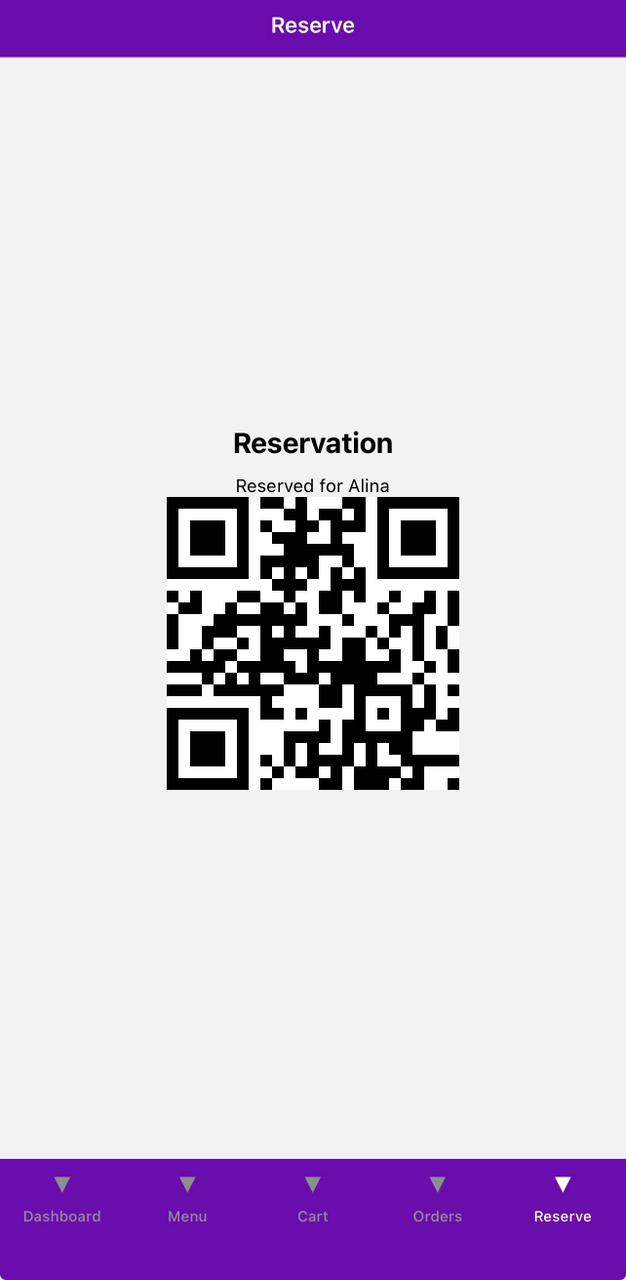 Reserve
Reservation
Reserved for Alina
Dashboard Menu Cart Orders Reserve